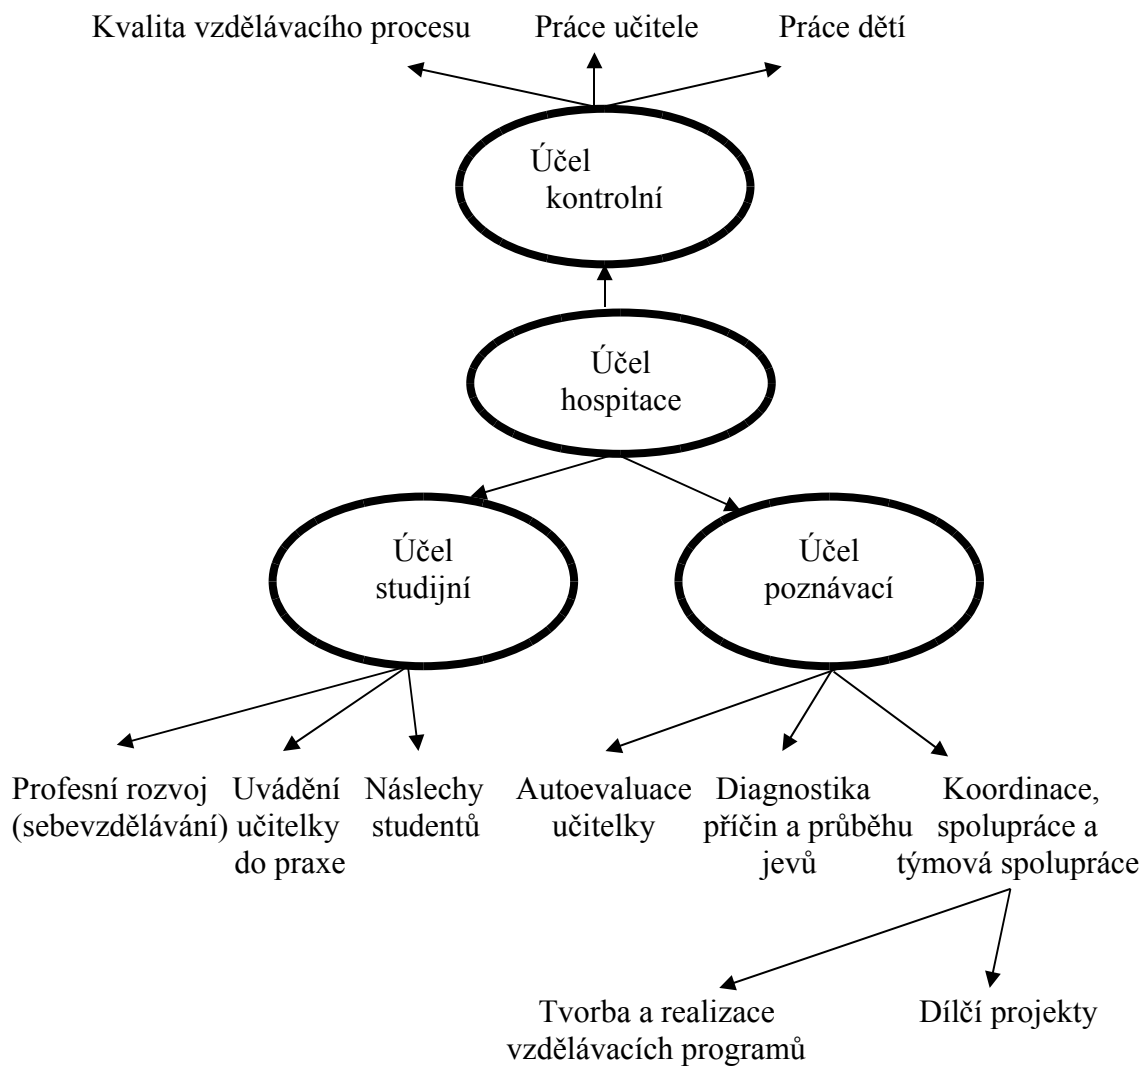 Kvalita vzdělávacího procesu
Práce učitele
Práce dětí
Účel
kontrolní
Účel
hospitace
Účel
studijní
Účel
poznávací
Profesní rozvoj
(sebevzdělávání)
Uvádění
učitelky
do praxe
Náslechy
studentů
Autoevaluace
učitelky
Diagnostika
příčin a průběhu
jevů
Koordinace,
spolupráce a
týmová spolupráce
Tvorba a realizace
vzdělávacích programů
Dílčí projekty